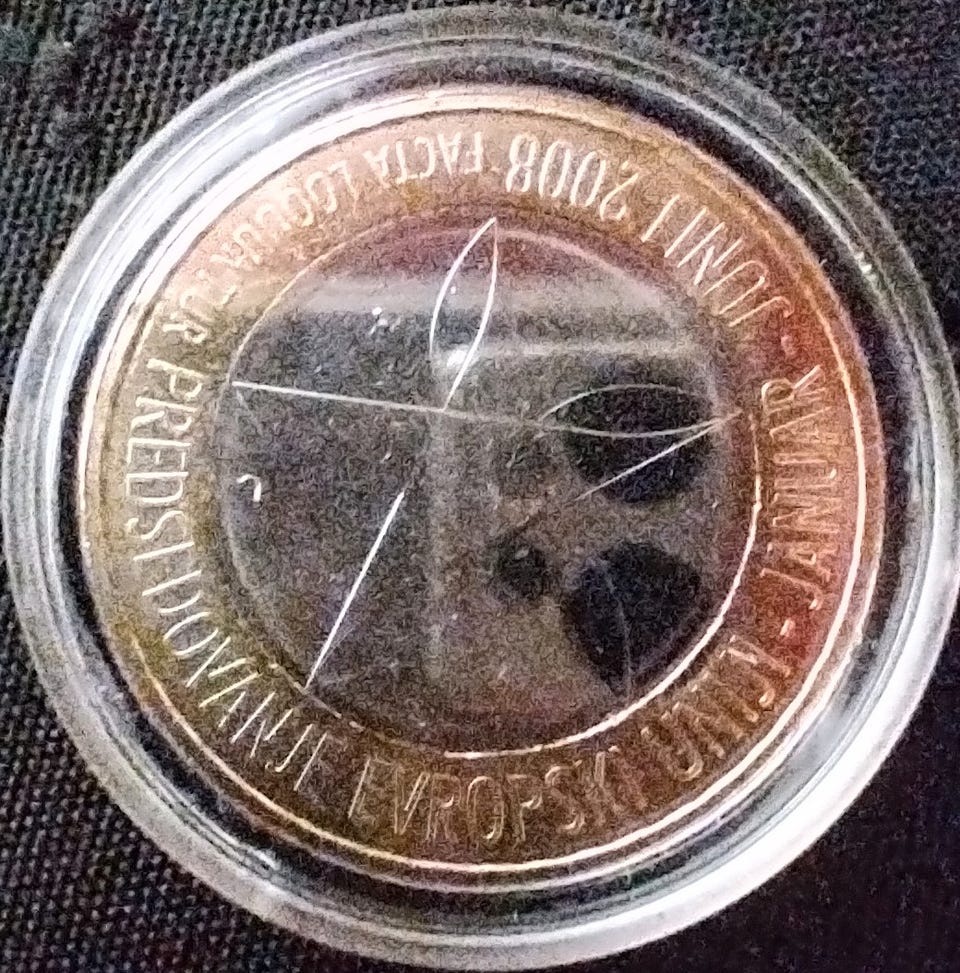 PREDSEDOVANJE EVROPSKI UNIJI - JANUAR - JUNIJ 2008 FACTA LOQUUNTUR